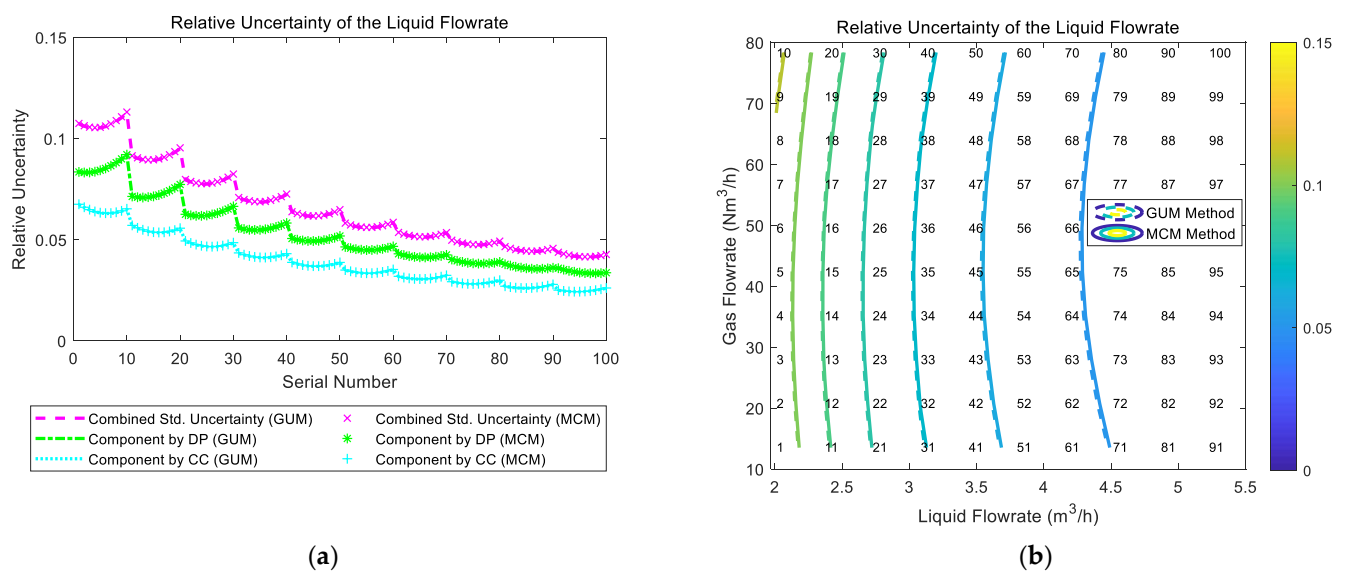 Relative Uncertainty of the Liquid Flowrate
0.15
0.1
0.05
0
Relative Uncertainty
0 10 20 30 40 50 60 70 80 90 100
Serial Number
Combined Std. Uncertainty (GUM)
Component by DP (GUM)
Component by CC (GUM)
Combined Std. Uncertainty (MCM)
Component by DP (MCM)
Component by CC (MCM)
(a)
Relative Uncertainty of the Liquid Flowrate
80
70
60
50
40
30
20
10
Gas Flowrate (Nm³/h)
10 20 30 40 50 60 70 80 90 100
9 19 29 39 49 59 69 79 89 99
8 18 28 38 48 58 68 78 88 98
7 17 27 37 47 57 67 77 87 97
6 16 26 36 46 56 66
5 15 25 35 45 55 65 75 85 95
4 14 24 34 44 54 64 74 84 94
3 13 23 33 43 53 63 73 83 93
2 12 22 32 42 52 62 72 82 92
1 11 21 31 41 51 61 71 81 91
GUM Method
MCM Method
2 2.5 3 3.5 4 4.5 5 5.5
Liquid Flowrate (m³/h)
0.15
0.1
0.05
0
(b)